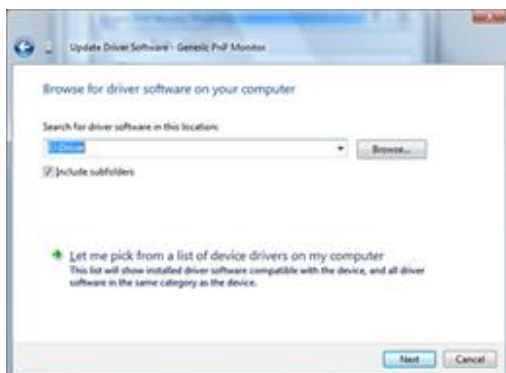 Update Driver Software - Generic PnP Monitor
Browse for driver software on your computer
Search for driver software in this location:
Browse...
Include subfolders
Let me pick from a list of device drivers on my computer
This list will show installed driver software compatible with the device, and all driver
software in the same category as the device.
Next
Cancel